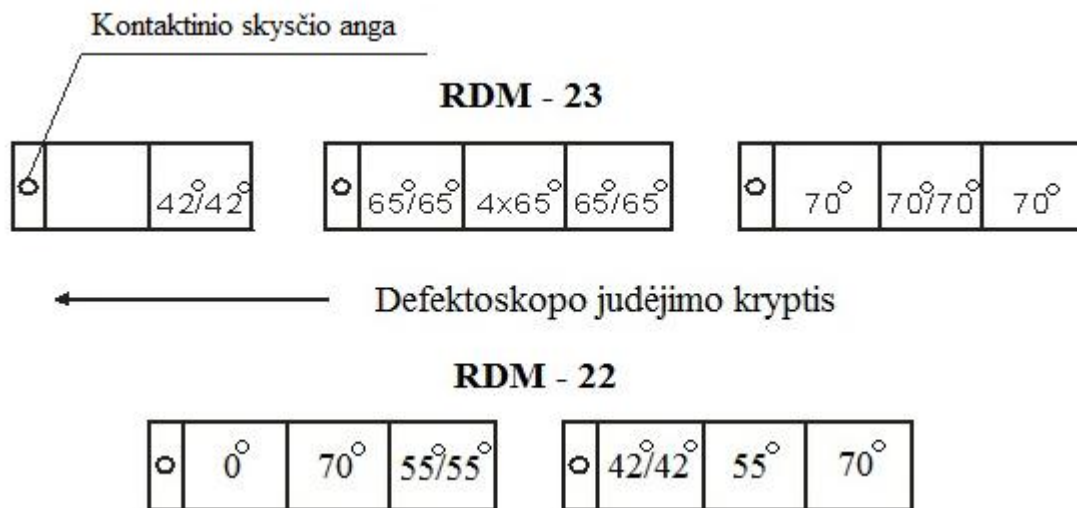 Kontaktinio skysčio anga
RDM - 23
42°/42° 65°/65° 4x65° 65°/65° 70° 70°/70° 70°
Defektoskopo judėjimo kryptis
RDM - 22
0° 70° 55°/55° 42°/42° 55° 70°